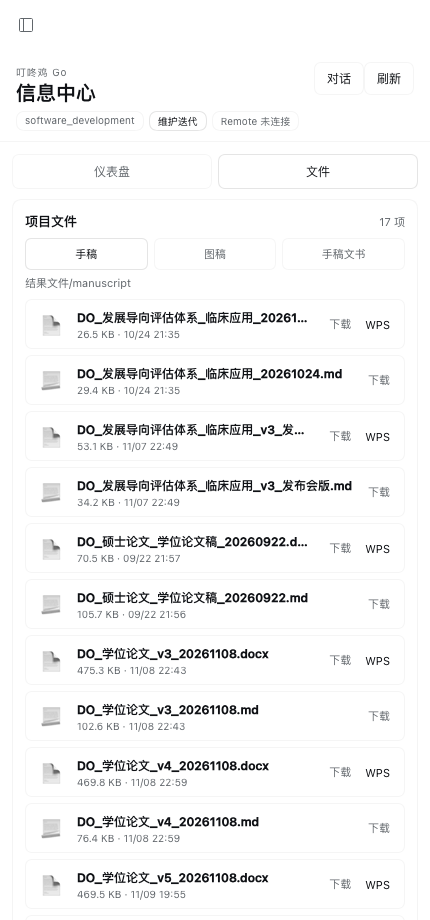 叮咚鸡 Go
信息中心
对话
刷新
software_development
维护迭代
Remote 未连接
仪表盘
文件
项目文件
17 项
手稿
图稿
手稿文书
结果文件/manuscript
DO_发展导向评估体系_临床应用_20261...
26.5 KB · 10/24 21:35
下载
WPS
DO_发展导向评估体系_临床应用_20261024.md
29.4 KB · 10/24 21:35
下载
DO_发展导向评估体系_临床应用_v3_发...
53.1 KB · 11/07 22:49
下载
WPS
DO_发展导向评估体系_临床应用_v3_发布会版.md
34.2 KB · 11/07 22:49
下载
DO_硕士论文_学位论文稿_20260922.d...
70.5 KB · 09/22 21:57
下载
WPS
DO_硕士论文_学位论文稿_20260922.md
105.7 KB · 09/22 21:56
下载
DO_学位论文_v3_20261108.docx
475.3 KB · 11/08 22:43
下载
WPS
DO_学位论文_v3_20261108.md
102.6 KB · 11/08 22:43
下载
DO_学位论文_v4_20261108.docx
469.8 KB · 11/08 22:59
下载
WPS
DO_学位论文_v4_20261108.md
76.4 KB · 11/08 22:59
下载
DO_学位论文_v5_20261108.docx
469.5 KB · 11/09 19:55
下载
WPS